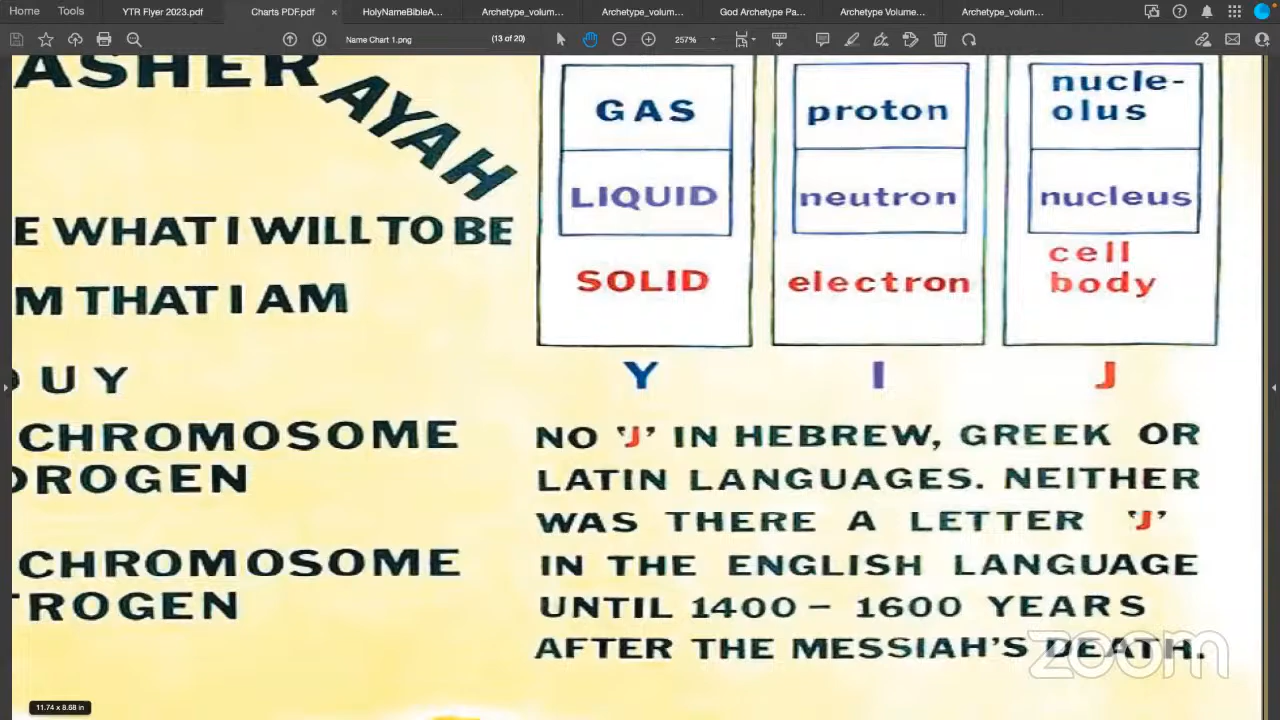 Home
Tools
YTR Flyer 2023.pdf
Charts PDF.pdf
×
HolyNameBibleA...
Archetype_volum...
Archetype_volum...
God Archetype Pa...
Archetype Volume...
Archetype_volum...
Name Chart 1.png
(13 of 20)
257%
ASHER
AYAH
E WHAT I WILL TO BE
M THAT I AM
U Y
CHROMOSOME
DROGEN
CHROMOSOME
TROGEN
GAS
LIQUID
SOLID
proton
neutron
electron
nucle-
olus
nucleus
cell
body
Y I J
NO 'J' IN HEBREW, GREEK OR
LATIN LANGUAGES. NEITHER
WAS THERE A LETTER 'J'
IN THE ENGLISH LANGUAGE
UNTIL 1400 – 1600 YEARS
AFTER THE MESSIAH'S DEATH.
zoom
11.74 x 8.68 in